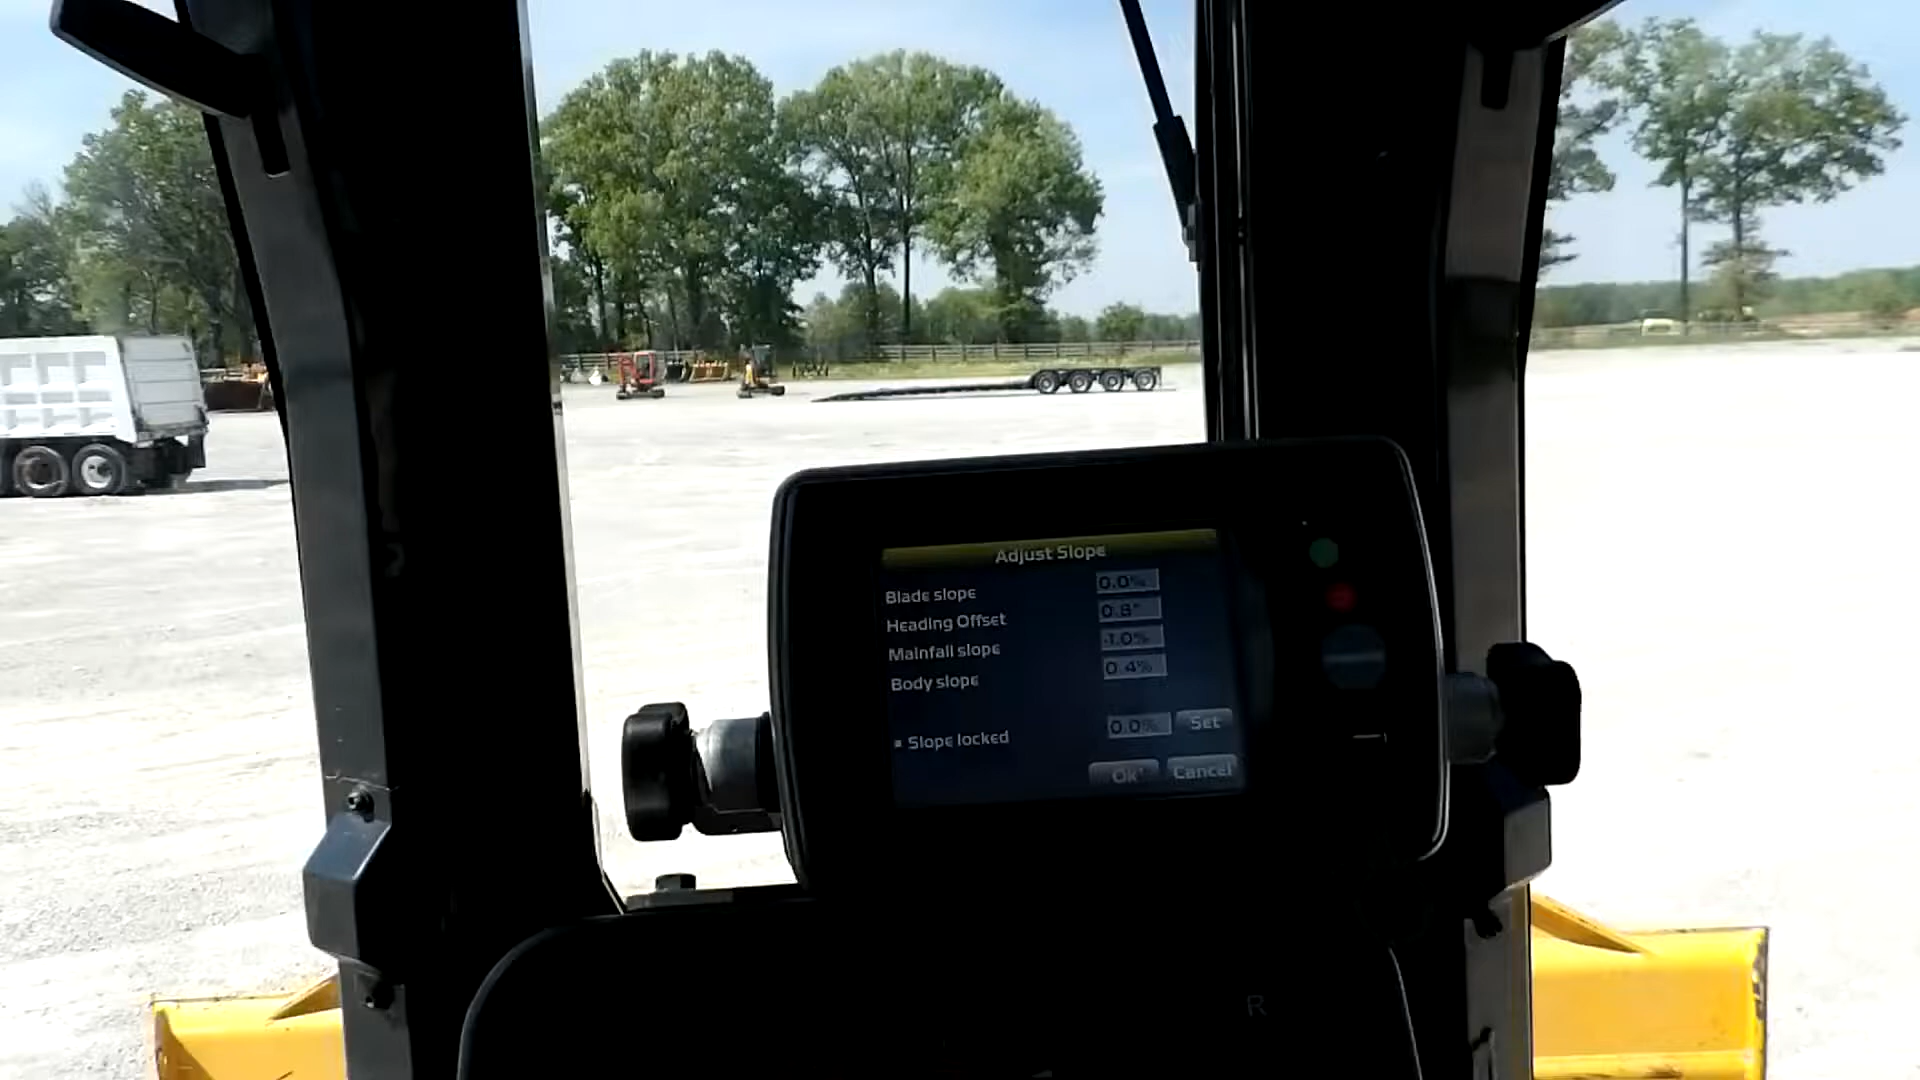 Adjust Slope
Blade slope 0.0%
Heading Offset 0.8°
Mainfall slope -1.0%
Body slope 0.4%
Slope locked 0.0% Set
Ok Cancel
R